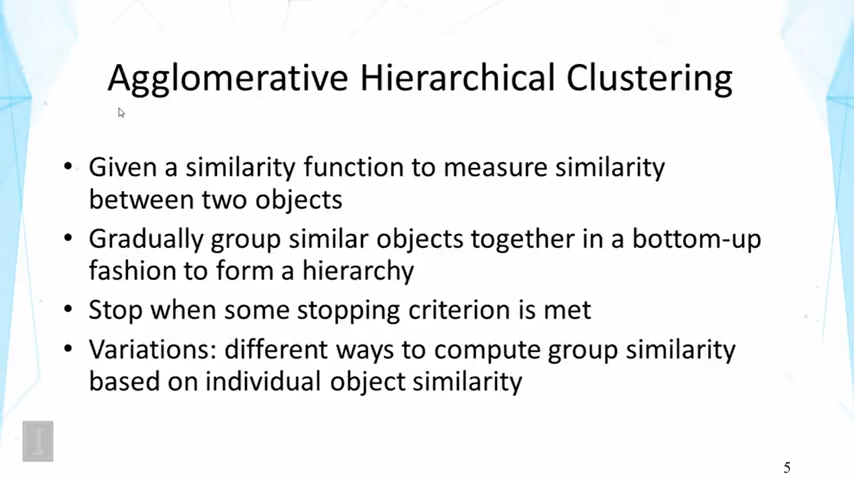 Agglomerative Hierarchical Clustering
• Given a similarity function to measure similarity
between two objects
• Gradually group similar objects together in a bottom-up
fashion to form a hierarchy
• Stop when some stopping criterion is met
• Variations: different ways to compute group similarity
based on individual object similarity
I
5